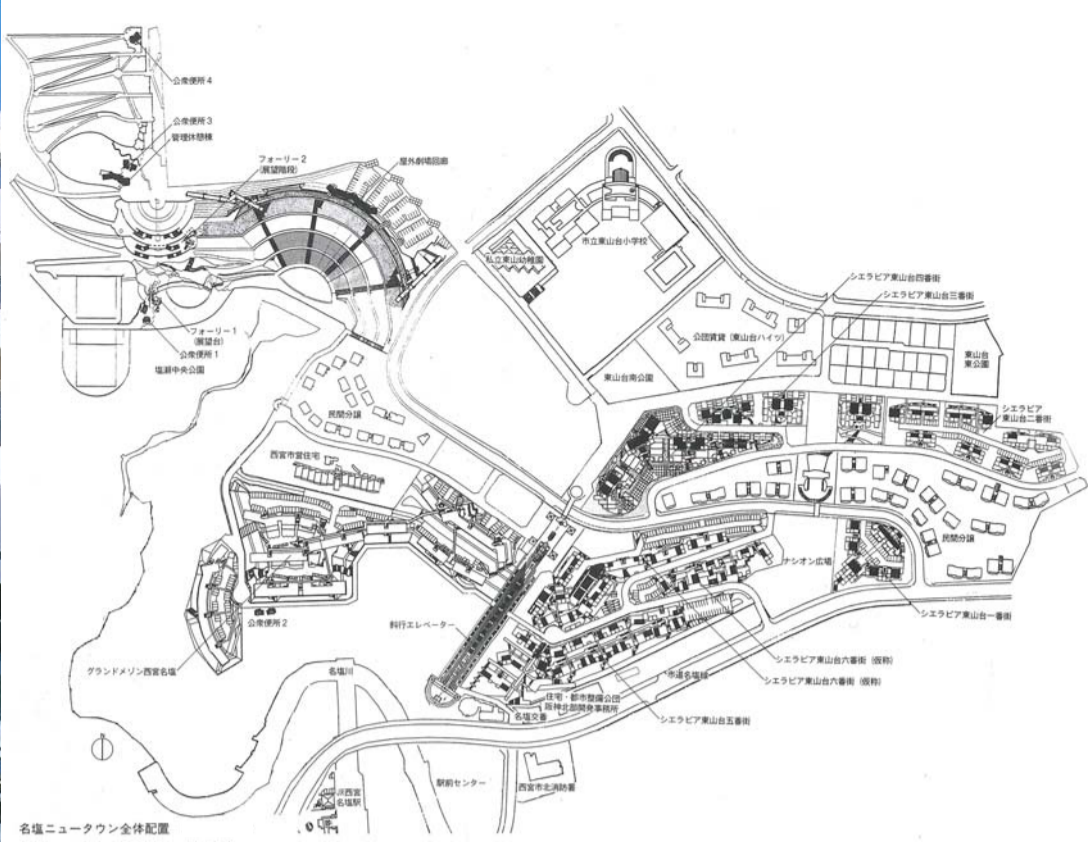 公衆便所4
公衆便所3
管理休憩棟
フォーリー2
(展望階段)
屋外劇場回廊
市立東山台小学校
私立東山幼稚園
シエラビア東山台四番街
シエラビア東山台三番街
フォーリー1
(展望台)
公衆便所1
塩瀬中央公園
公団賃貸(東山台ハイツ)
東山台
東公園
東山台南公園
民間分譲
シエラビア
東山台二番街
西宮市営住宅
民間分譲
ナシオン広場
公衆便所2
斜行エレベーター
シエラビア東山台一番街
グランドメゾン西宮名塩
名塩川
シエラビア東山台六番街(仮称)
市道名塩線
シエラビア東山台六番街(仮称)
住宅・都市整備公団
阪神北部開発事務所
名塩交番
シエラビア東山台五番街
駅前センター
西宮市北消防署
JR西宮
名塩駅
名塩ニュータウン全体配置